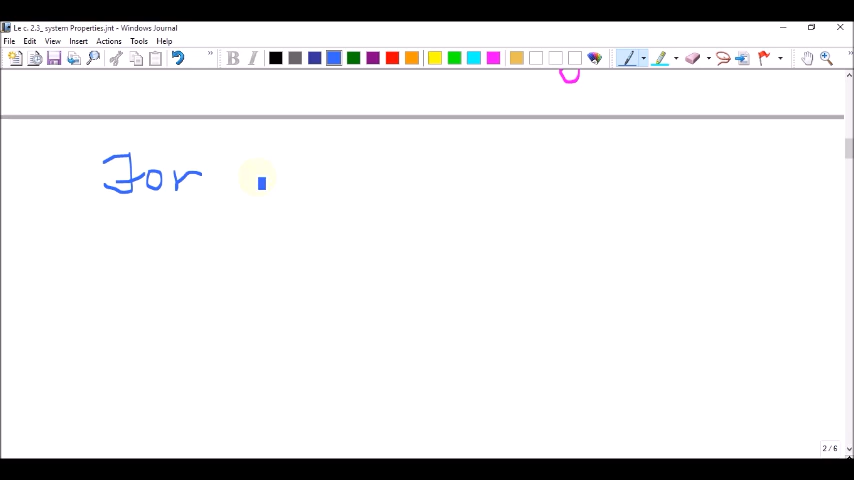 Le c. 2.3_ system Properties.jnt - Windows Journal
File Edit View Insert Actions Tools Help
B I
For
2 / 6